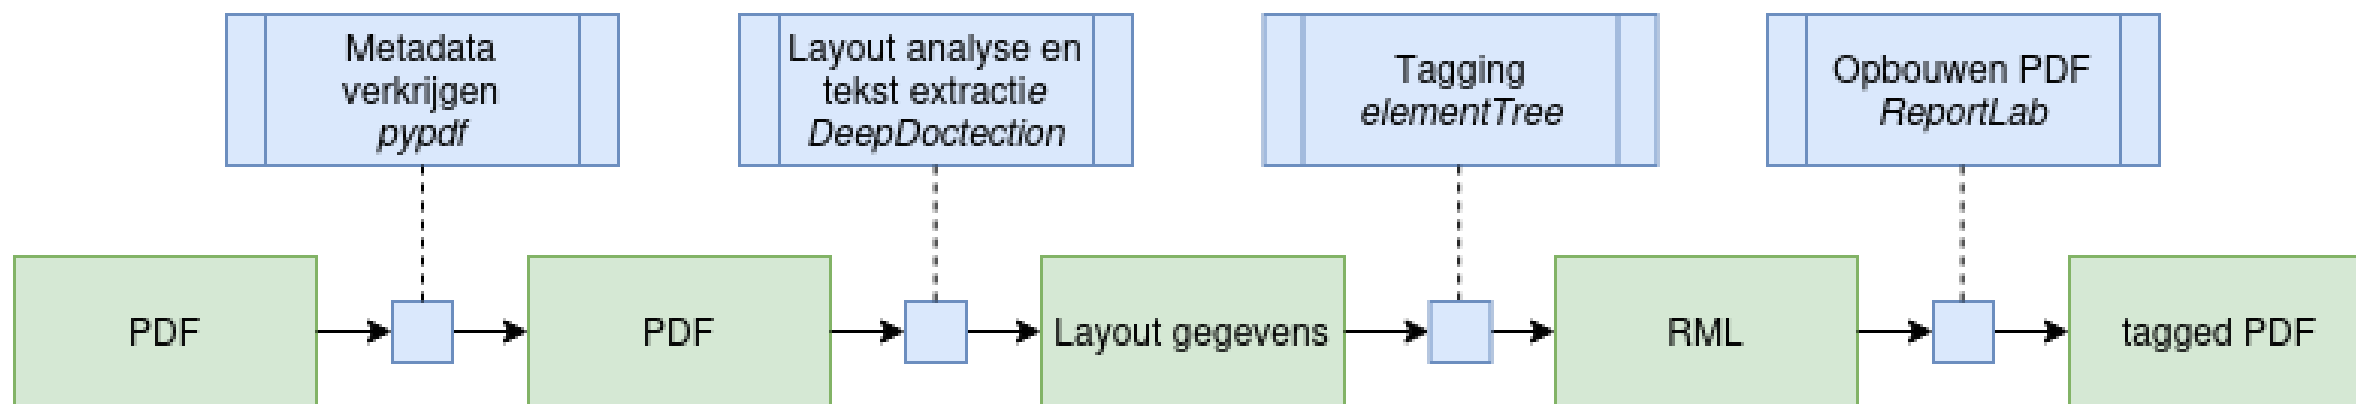 Metadata
verkrijgen
pypdf
Layout analyse en
tekst extractie
DeepDoctection
Tagging
elementTree
Opbouwen PDF
ReportLab
PDF
PDF
Layout gegevens
RML
tagged PDF